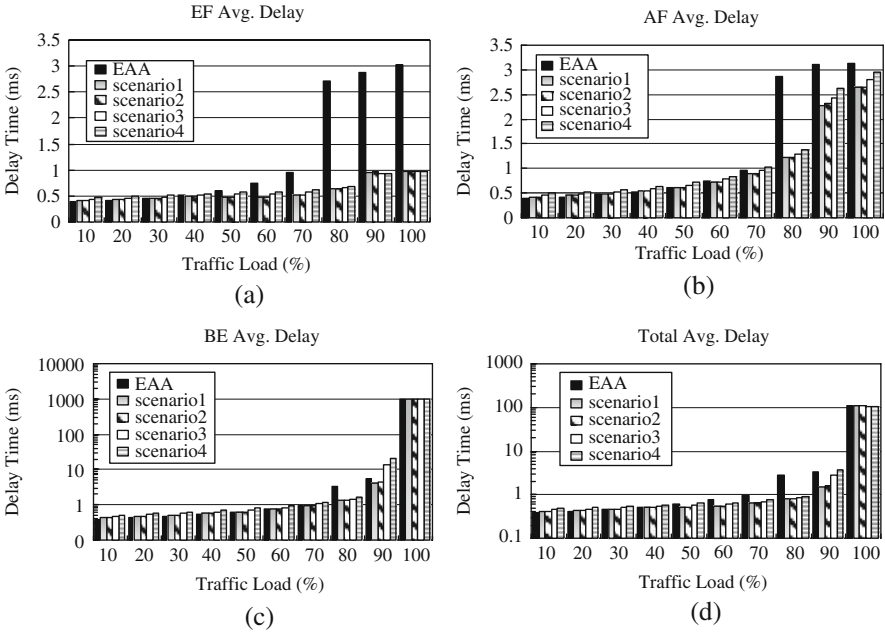 EF Avg. Delay
3.5
3
2.5
2
1.5
1
0.5
0
Delay Time (ms)
EAA
scenario1
scenario2
scenario3
scenario4
10 20 30 40 50 60 70 80 90 100
Traffic Load (%)
(a)
AF Avg. Delay
3.5
3
2.5
2
1.5
1
0.5
0
Delay Time (ms)
EAA
scenario1
scenario2
scenario3
scenario4
10 20 30 40 50 60 70 80 90 100
Traffic Load (%)
(b)
BE Avg. Delay
10000
1000
100
10
1
0
Delay Time (ms)
EAA
scenario1
scenario2
scenario3
scenario4
10 20 30 40 50 60 70 80 90 100
Traffic Load (%)
(c)
Total Avg. Delay
1000
100
10
1
0.1
Delay Time (ms)
EAA
scenario1
scenario2
scenario3
scenario4
10 20 30 40 50 60 70 80 90 100
Traffic Load (%)
(d)